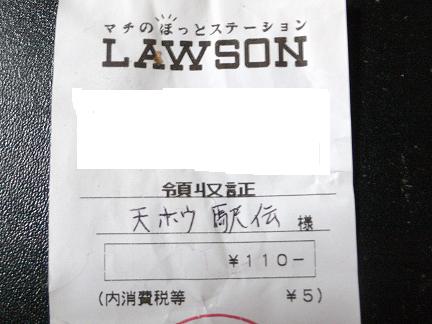 マチのほっとステーション
LAWSON
領収証
天ホウ 駅伝 様
¥110-
(内消費税等 ¥5)